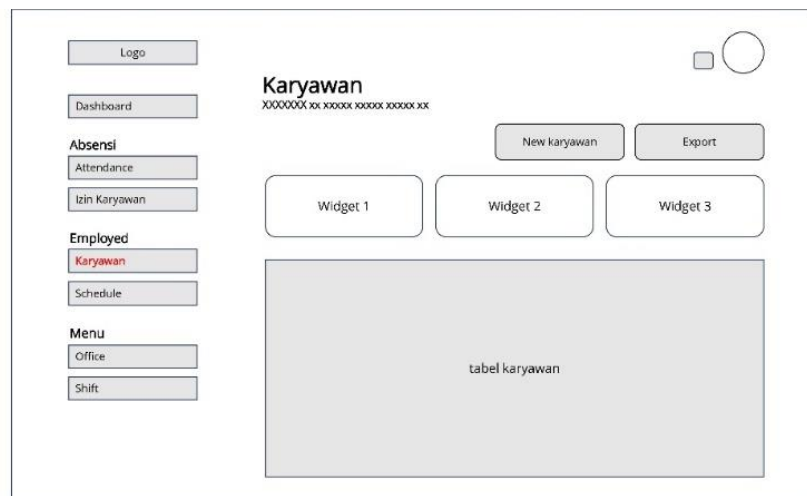 Logo
Dashboard
Absensi
Attendance
Izin Karyawan
Employed
Karyawan
Schedule
Menu
Office
Shift
Karyawan
XXXXXXX xx xxxxx xxxxx xxxxx xx
New karyawan
Export
Widget 1
Widget 2
Widget 3
tabel karyawan